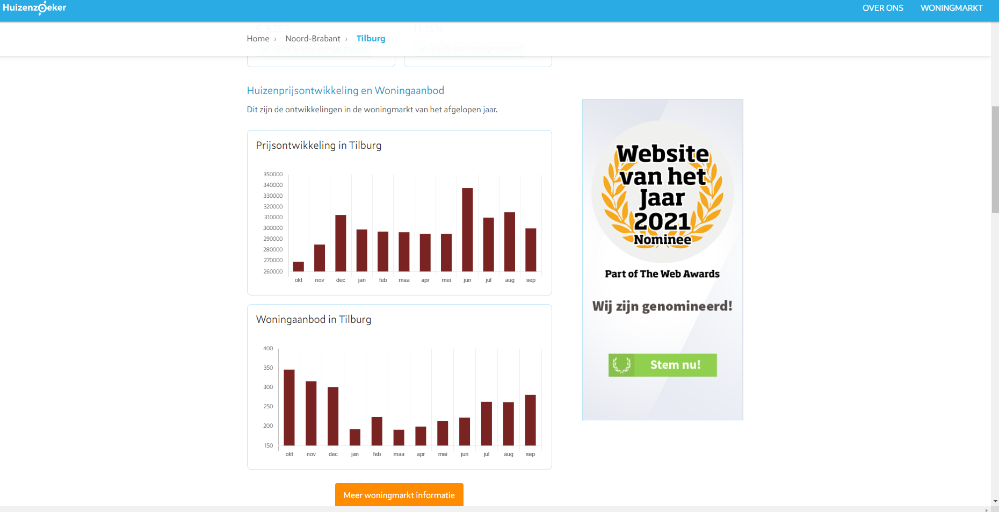 Huizenzoeker
OVER ONS WONINGMARKT
€ 3.252 11,15%
Home › Noord-Brabant › Tilburg
Huizenprijsontwikkeling en Woningaanbod
Dit zijn de ontwikkelingen in de woningmarkt van het afgelopen jaar.
Prijsontwikkeling in Tilburg
350000
340000
330000
320000
310000
300000
290000
280000
270000
260000
okt nov dec jan feb maa apr mei jun jul aug sep
Woningaanbod in Tilburg
400
350
300
250
200
150
okt nov dec jan feb maa apr mei jun jul aug sep
Meer woningmarkt informatie
Website
van het
Jaar
2021
Nominee
Part of The Web Awards
Wij zijn genomineerd!
Stem nu!